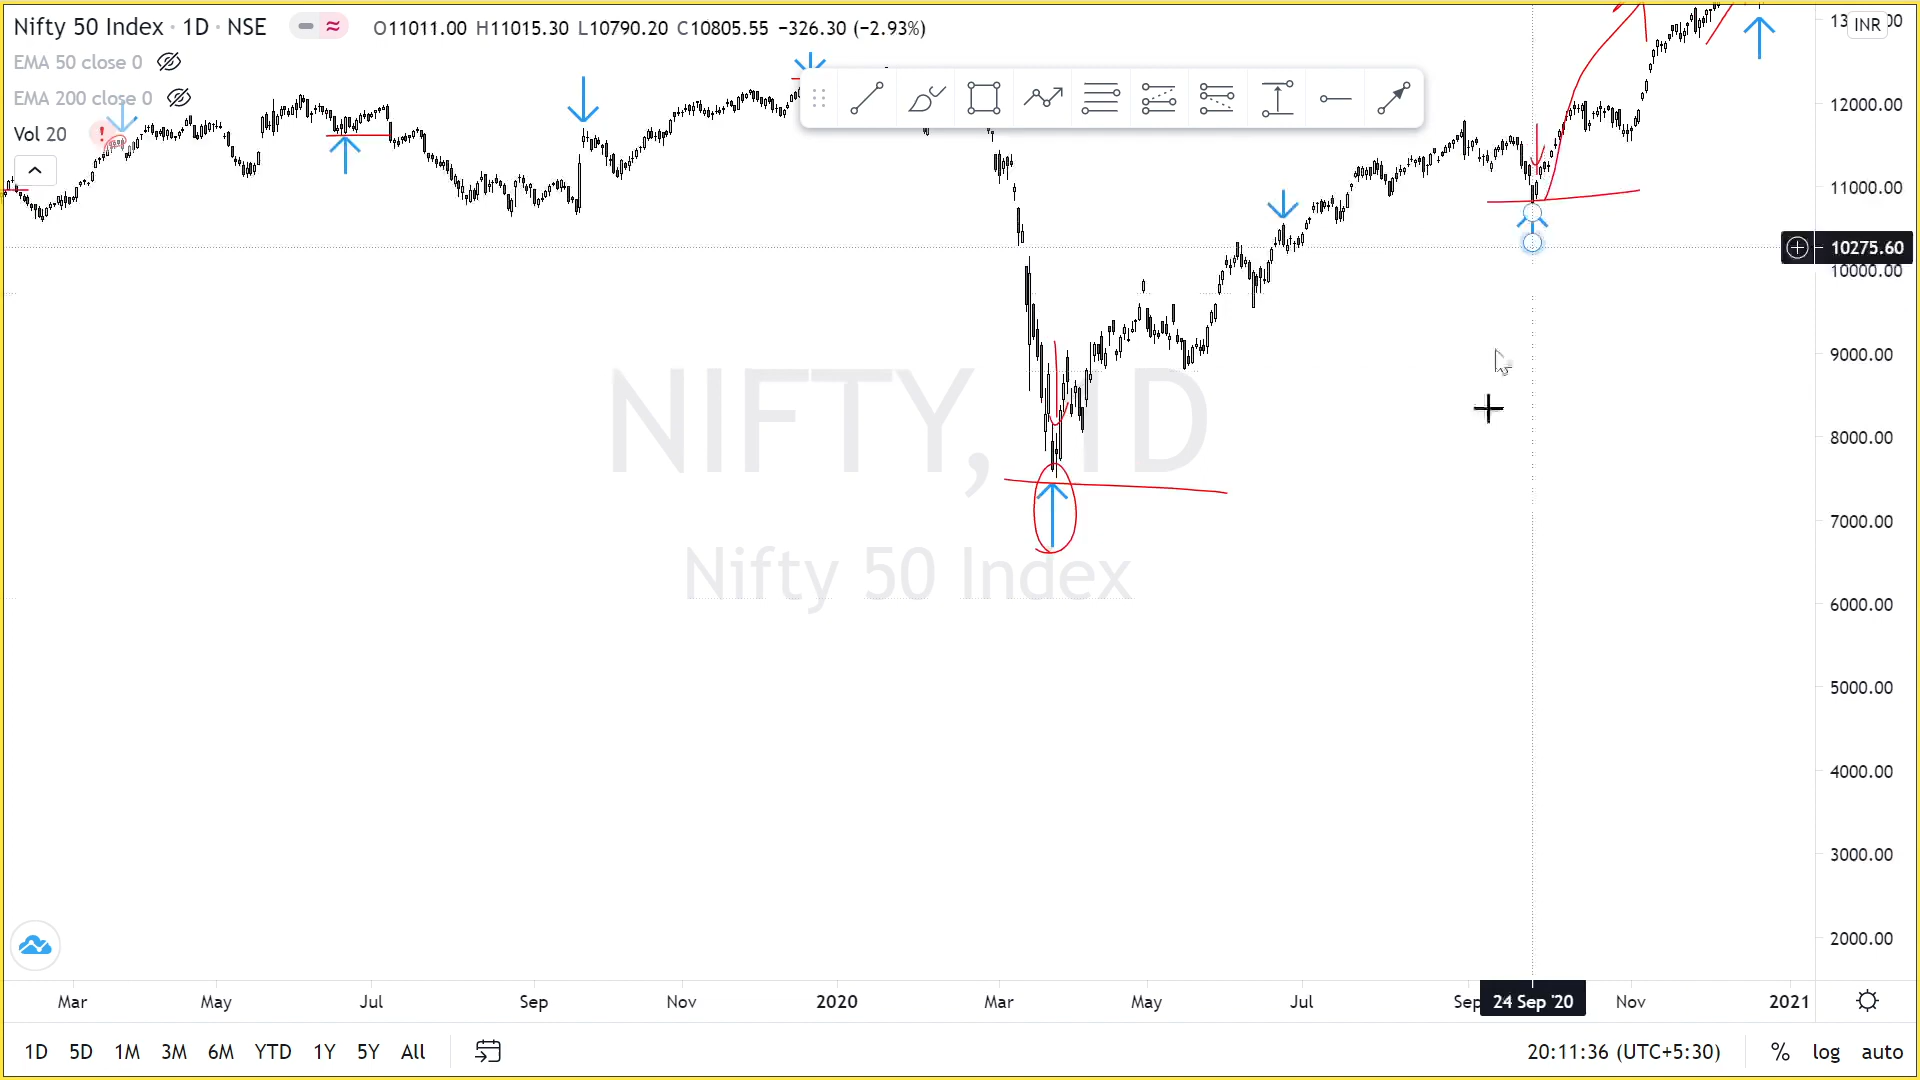 Nifty 50 Index · 1D · NSE
O11011.00 H11015.30 L10790.20 C10805.55 −326.30 (−2.93%)
INR
EMA 50 close 0
EMA 200 close 0
Vol 20
12000.00
11000.00
10275.60
10000.00
9000.00
8000.00
7000.00
6000.00
5000.00
4000.00
3000.00
2000.00
NIFTY, 1D
Nifty 50 Index
Mar May Jul Sep Nov 2020 Mar May Jul Sep 24 Sep '20 Nov 2021
1D 5D 1M 3M 6M YTD 1Y 5Y All
20:11:36 (UTC+5:30) % log auto